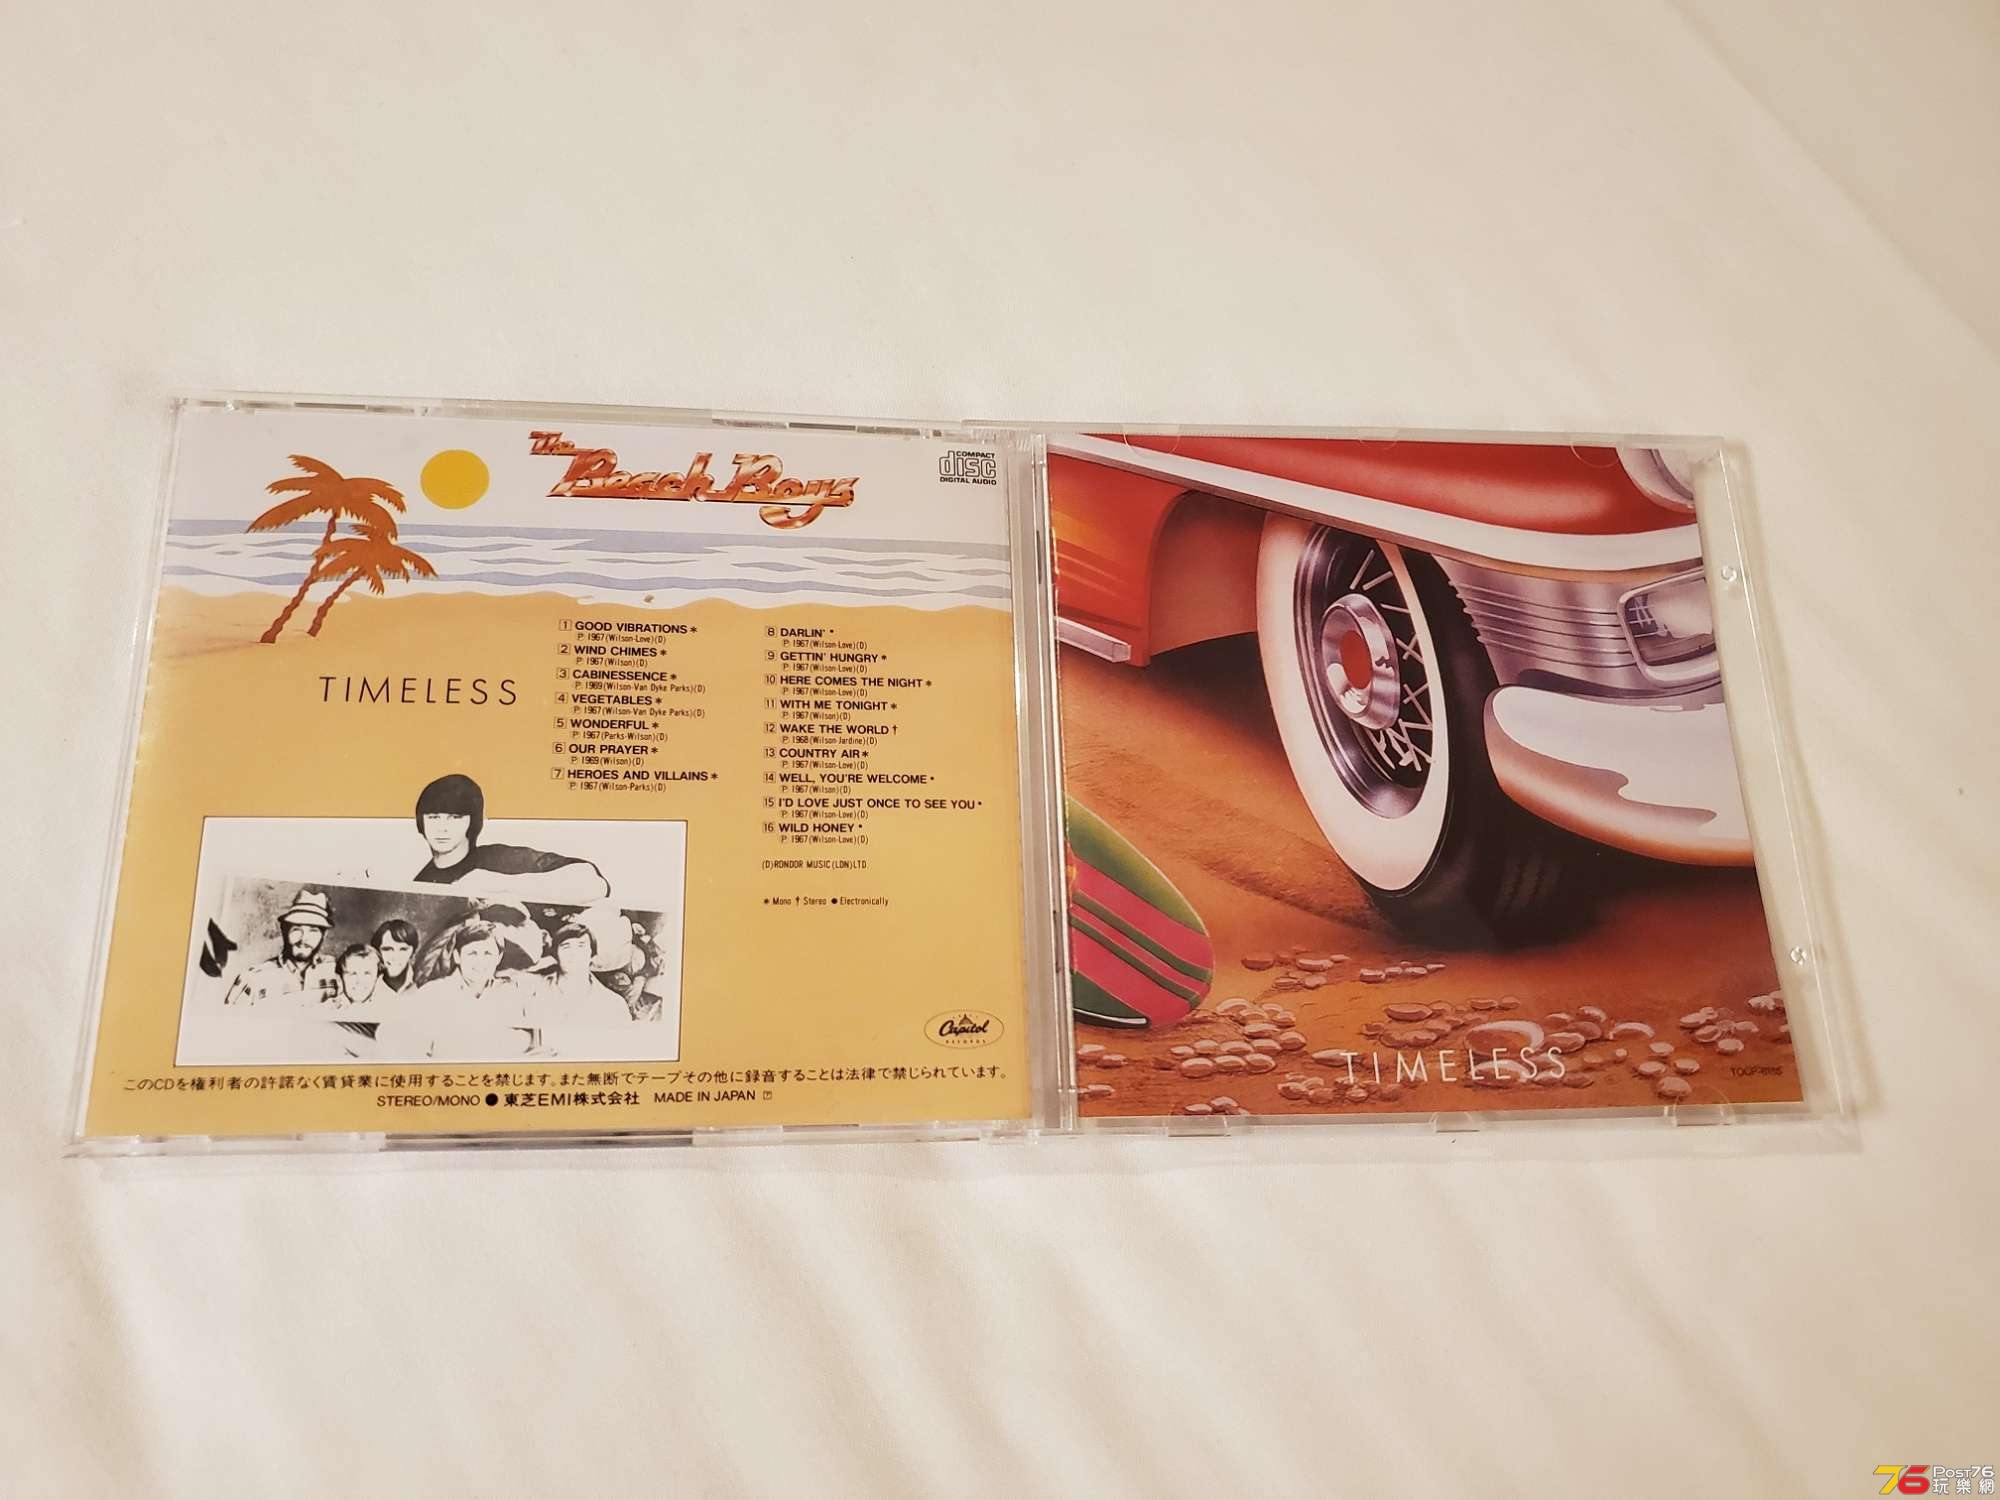 The Beach Boys
COMPACT
disc
DIGITAL AUDIO
TIMELESS
1 GOOD VIBRATIONS *
Ⓟ 1967 (Wilson-Love) (D)
2 WIND CHIMES *
Ⓟ 1967 (Wilson) (D)
3 CABINESSENCE *
Ⓟ 1969 (Wilson-Van Dyke Parks) (D)
4 VEGETABLES *
Ⓟ 1967 (Wilson-Van Dyke Parks) (D)
5 WONDERFUL *
Ⓟ 1967 (Parks-Wilson) (D)
6 OUR PRAYER *
Ⓟ 1969 (Wilson) (D)
7 HEROES AND VILLAINS *
Ⓟ 1967 (Wilson-Parks) (D)
8 DARLIN' •
Ⓟ 1967 (Wilson-Love) (D)
9 GETTIN' HUNGRY *
Ⓟ 1967 (Wilson-Love) (D)
10 HERE COMES THE NIGHT *
Ⓟ 1967 (Wilson-Love) (D)
11 WITH ME TONIGHT *
Ⓟ 1967 (Wilson) (D)
12 WAKE THE WORLD †
Ⓟ 1968 (Wilson-Jardine) (D)
13 COUNTRY AIR *
Ⓟ 1967 (Wilson-Love) (D)
14 WELL, YOU'RE WELCOME •
Ⓟ 1967 (Wilson) (D)
15 I'D LOVE JUST ONCE TO SEE YOU •
Ⓟ 1967 (Wilson-Love) (D)
16 WILD HONEY •
Ⓟ 1967 (Wilson-Love) (D)
(D) RONDOR MUSIC (LDN) LTD.
* Mono † Stereo ● Electronically
Capitol
RECORDS
このCDを権利者の許諾なく賃貸業に使用することを禁じます。また無断でテープその他に録音することは法律で禁じられています。
STEREO/MONO ● 東芝EMI株式会社 MADE IN JAPAN
TIMELESS
76 Post76
玩樂網